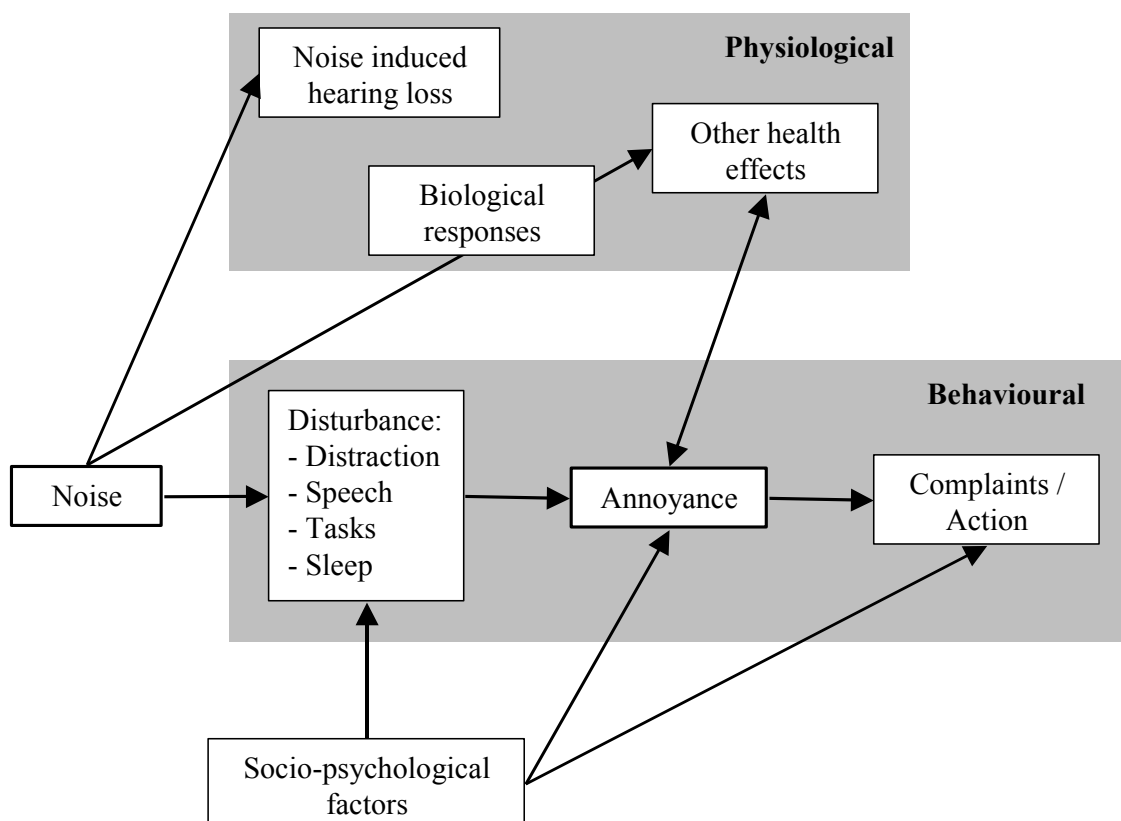 Physiological
Noise induced
hearing loss
Other health
effects
Biological
responses
Behavioural
Disturbance:
- Distraction
- Speech
- Tasks
- Sleep
Noise
Annoyance
Complaints /
Action
Socio-psychological
factors